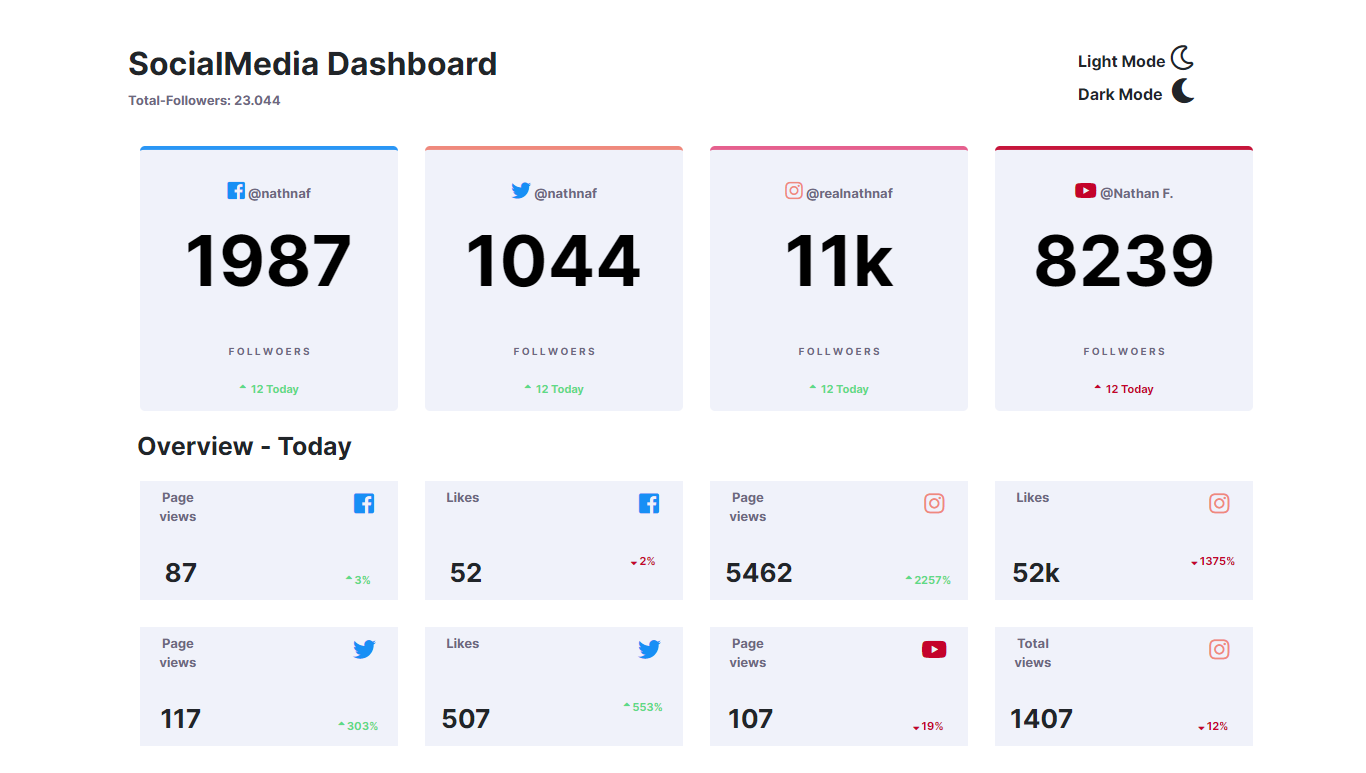 SocialMedia Dashboard
Total-Followers: 23.044
Light Mode
Dark Mode
@nathnaf
1987
FOLLWOERS
12 Today
@nathnaf
1044
FOLLWOERS
12 Today
@realnathnaf
11k
FOLLWOERS
12 Today
@Nathan F.
8239
FOLLWOERS
12 Today
Overview - Today
Page
views
87
3%
Likes
52
2%
Page
views
5462
2257%
Likes
52k
1375%
Page
views
117
303%
Likes
507
553%
Page
views
107
19%
Total
views
1407
12%